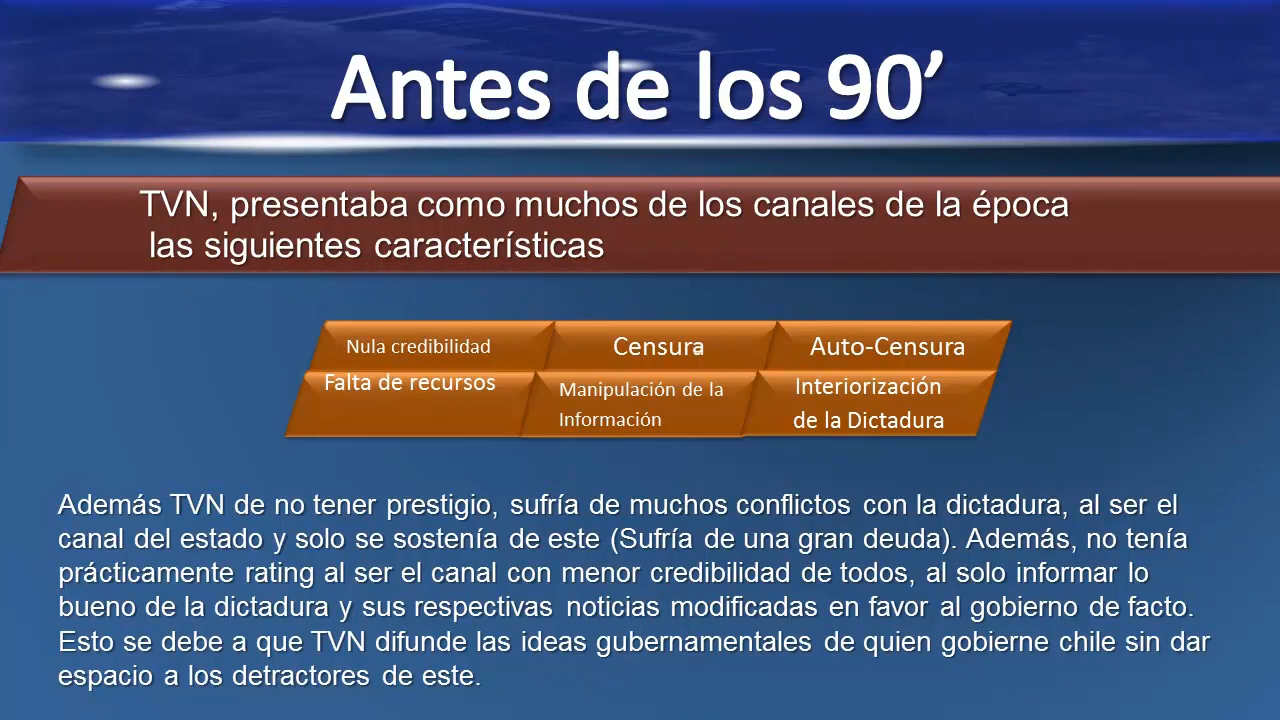 Antes de los 90’
TVN, presentaba como muchos de los canales de la época
las siguientes características
Nula credibilidad
Censura
Auto-Censura
Falta de recursos
Manipulación de la
Información
Interiorización
de la Dictadura
Además TVN de no tener prestigio, sufría de muchos conflictos con la dictadura, al ser el
canal del estado y solo se sostenía de este (Sufría de una gran deuda). Además, no tenía
prácticamente rating al ser el canal con menor credibilidad de todos, al solo informar lo
bueno de la dictadura y sus respectivas noticias modificadas en favor al gobierno de facto.
Esto se debe a que TVN difunde las ideas gubernamentales de quien gobierne chile sin dar
espacio a los detractores de este.